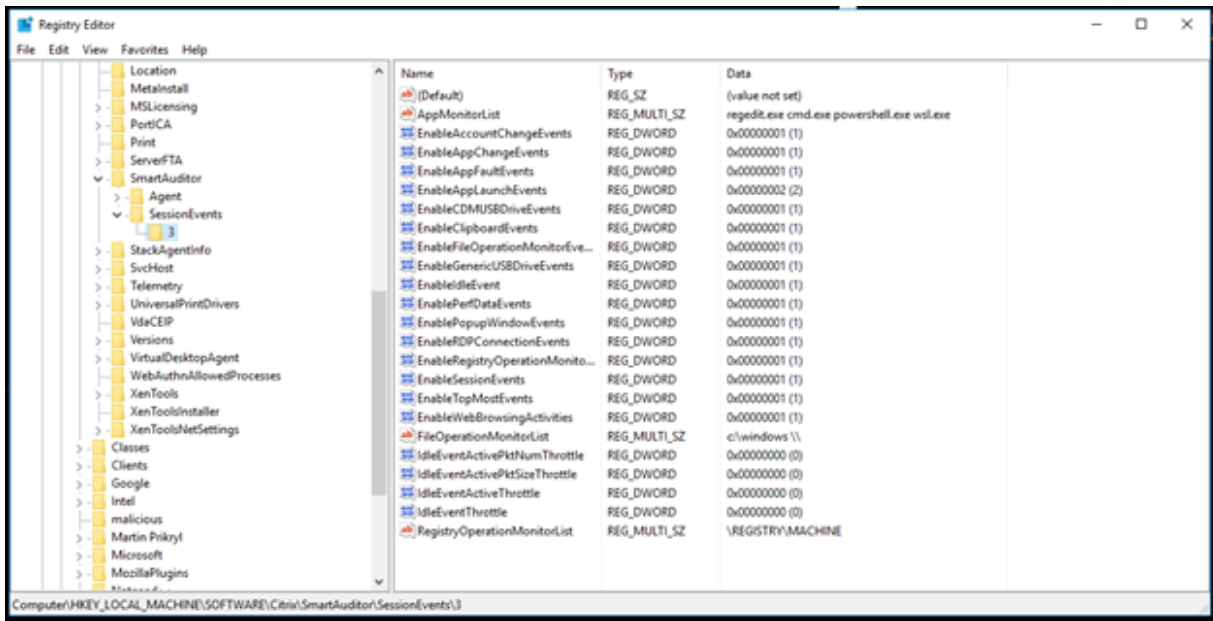 Registry Editor
File Edit View Favorites Help
Location
MetaInstall
MSLicensing
PortICA
Print
ServerFTA
SmartAuditor
Agent
SessionEvents
3
StackAgentInfo
SvcHost
Telemetry
UniversalPrintDrivers
VdaCEIP
Versions
VirtualDesktopAgent
WebAuthnAllowedProcesses
XenTools
XenToolsInstaller
XenToolsNetSettings
Classes
Clients
Google
Intel
malicious
Martin Prikryl
Microsoft
MozillaPlugins
Name Type Data
(Default) REG_SZ (value not set)
AppMonitorList REG_MULTI_SZ regedit.exe cmd.exe powershell.exe wsl.exe
EnableAccountChangeEvents REG_DWORD 0x00000001 (1)
EnableAppChangeEvents REG_DWORD 0x00000001 (1)
EnableAppFaultEvents REG_DWORD 0x00000001 (1)
EnableAppLaunchEvents REG_DWORD 0x00000002 (2)
EnableCDMUSBDriveEvents REG_DWORD 0x00000001 (1)
EnableClipboardEvents REG_DWORD 0x00000001 (1)
EnableFileOperationMonitorEve... REG_DWORD 0x00000001 (1)
EnableGenericUSBDriveEvents REG_DWORD 0x00000001 (1)
EnableIdleEvent REG_DWORD 0x00000001 (1)
EnablePerfDataEvents REG_DWORD 0x00000001 (1)
EnablePopupWindowEvents REG_DWORD 0x00000001 (1)
EnableRDPConnectionEvents REG_DWORD 0x00000001 (1)
EnableRegistryOperationMonito... REG_DWORD 0x00000001 (1)
EnableSessionEvents REG_DWORD 0x00000001 (1)
EnableTopMostEvents REG_DWORD 0x00000001 (1)
EnableWebBrowsingActivities REG_DWORD 0x00000001 (1)
FileOperationMonitorList REG_MULTI_SZ c:\windows \\
IdleEventActivePktNumThrottle REG_DWORD 0x00000000 (0)
IdleEventActivePktSizeThrottle REG_DWORD 0x00000000 (0)
IdleEventActiveThrottle REG_DWORD 0x00000000 (0)
IdleEventThrottle REG_DWORD 0x00000000 (0)
RegistryOperationMonitorList REG_MULTI_SZ \REGISTRY\MACHINE
Computer\HKEY_LOCAL_MACHINE\SOFTWARE\Citrix\SmartAuditor\SessionEvents\3